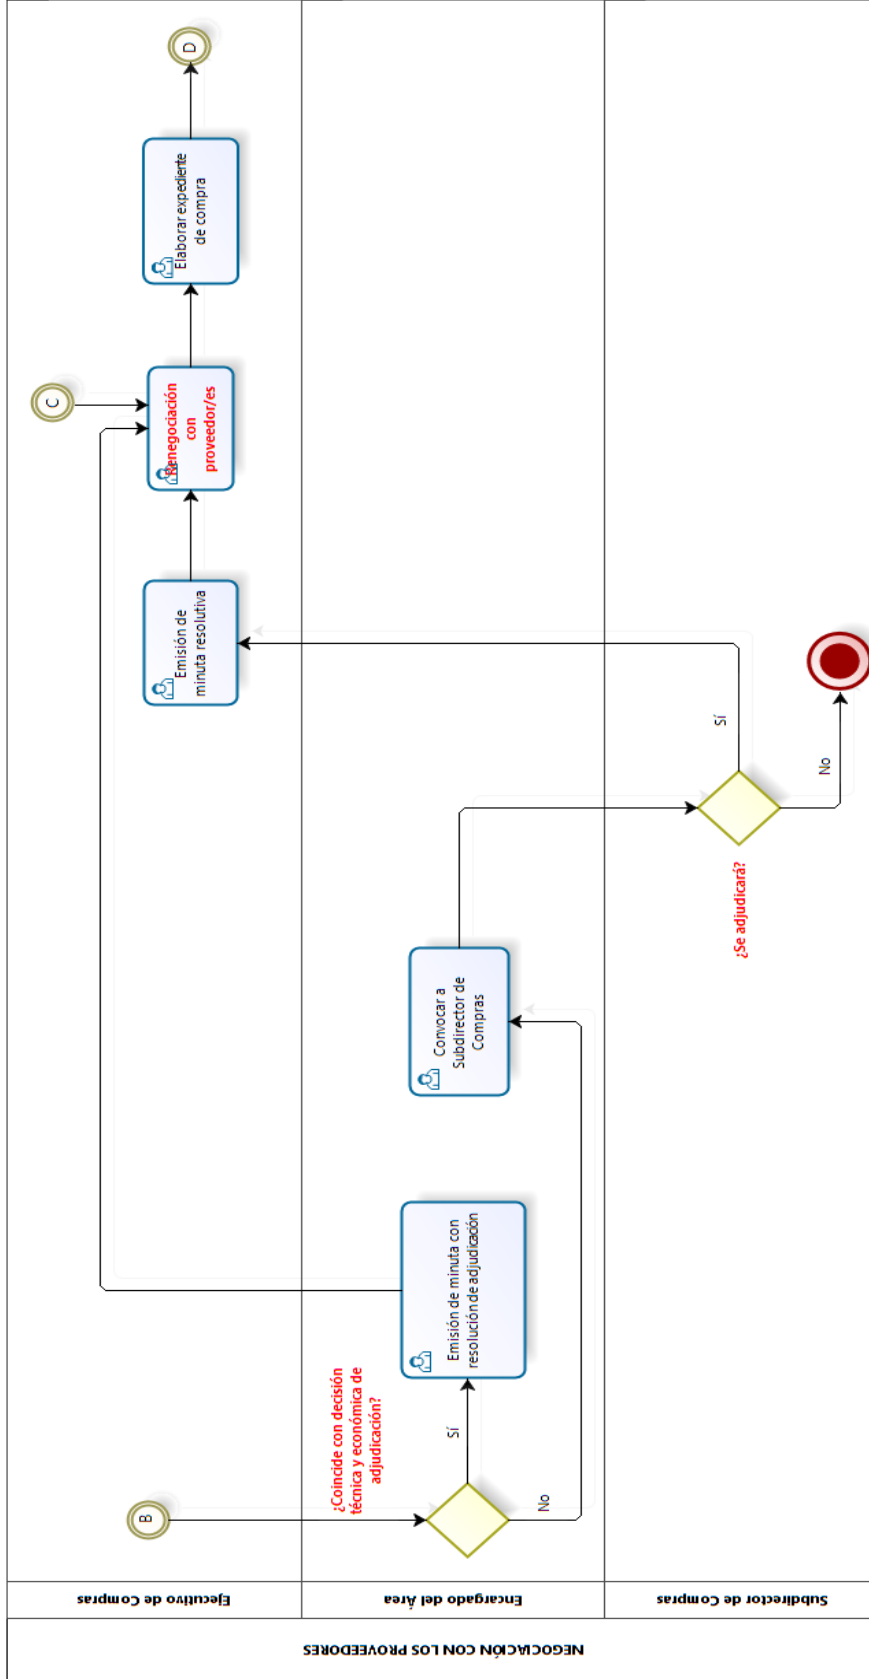 NEGOCIACIÓN CON LOS PROVEEDORES
Ejecutivo de Compras
Encargado del Área
Subdirector de Compras
B
¿Coincide con decisión
técnica y económica de
adjudicación?
Sí
No
Emisión de minuta con
resolución de adjudicación
Convocar a
Subdirector de
Compras
¿Se adjudicará?
Sí
No
Emisión de
minuta resolutiva
C
Renegociación
con
proveedor/es
Elaborar expediente
de compra
D